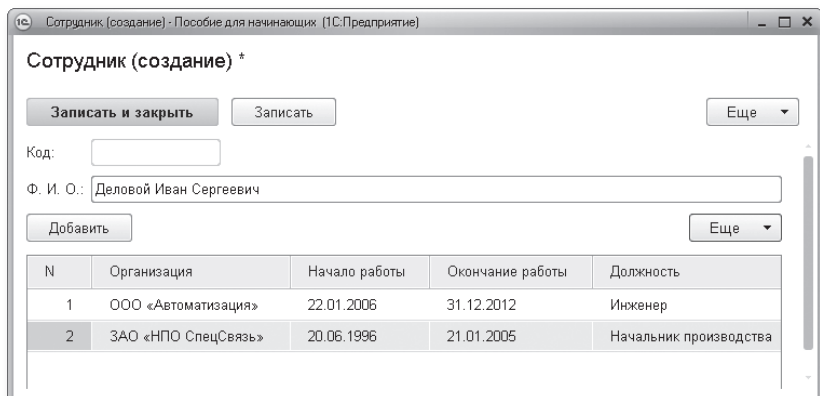 1С Сотрудник (создание) - Пособие для начинающих (1С:Предприятие)
Сотрудник (создание) *
Записать и закрыть Записать Еще
Код:
Ф. И. О.: Деловой Иван Сергеевич
Добавить Еще
N Организация Начало работы Окончание работы Должность
1 ООО «Автоматизация» 22.01.2006 31.12.2012 Инженер
2 ЗАО «НПО СпецСвязь» 20.06.1996 21.01.2005 Начальник производства